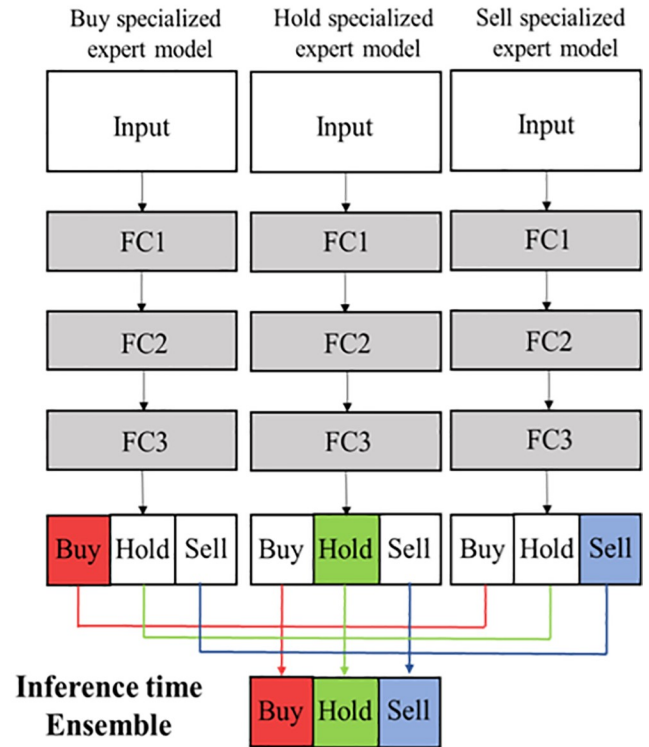 Buy specialized
expert model
Hold specialized
expert model
Sell specialized
expert model
Input
Input
Input
FC1
FC1
FC1
FC2
FC2
FC2
FC3
FC3
FC3
Buy Hold Sell
Buy Hold Sell
Buy Hold Sell
Inference time
Ensemble
Buy Hold Sell